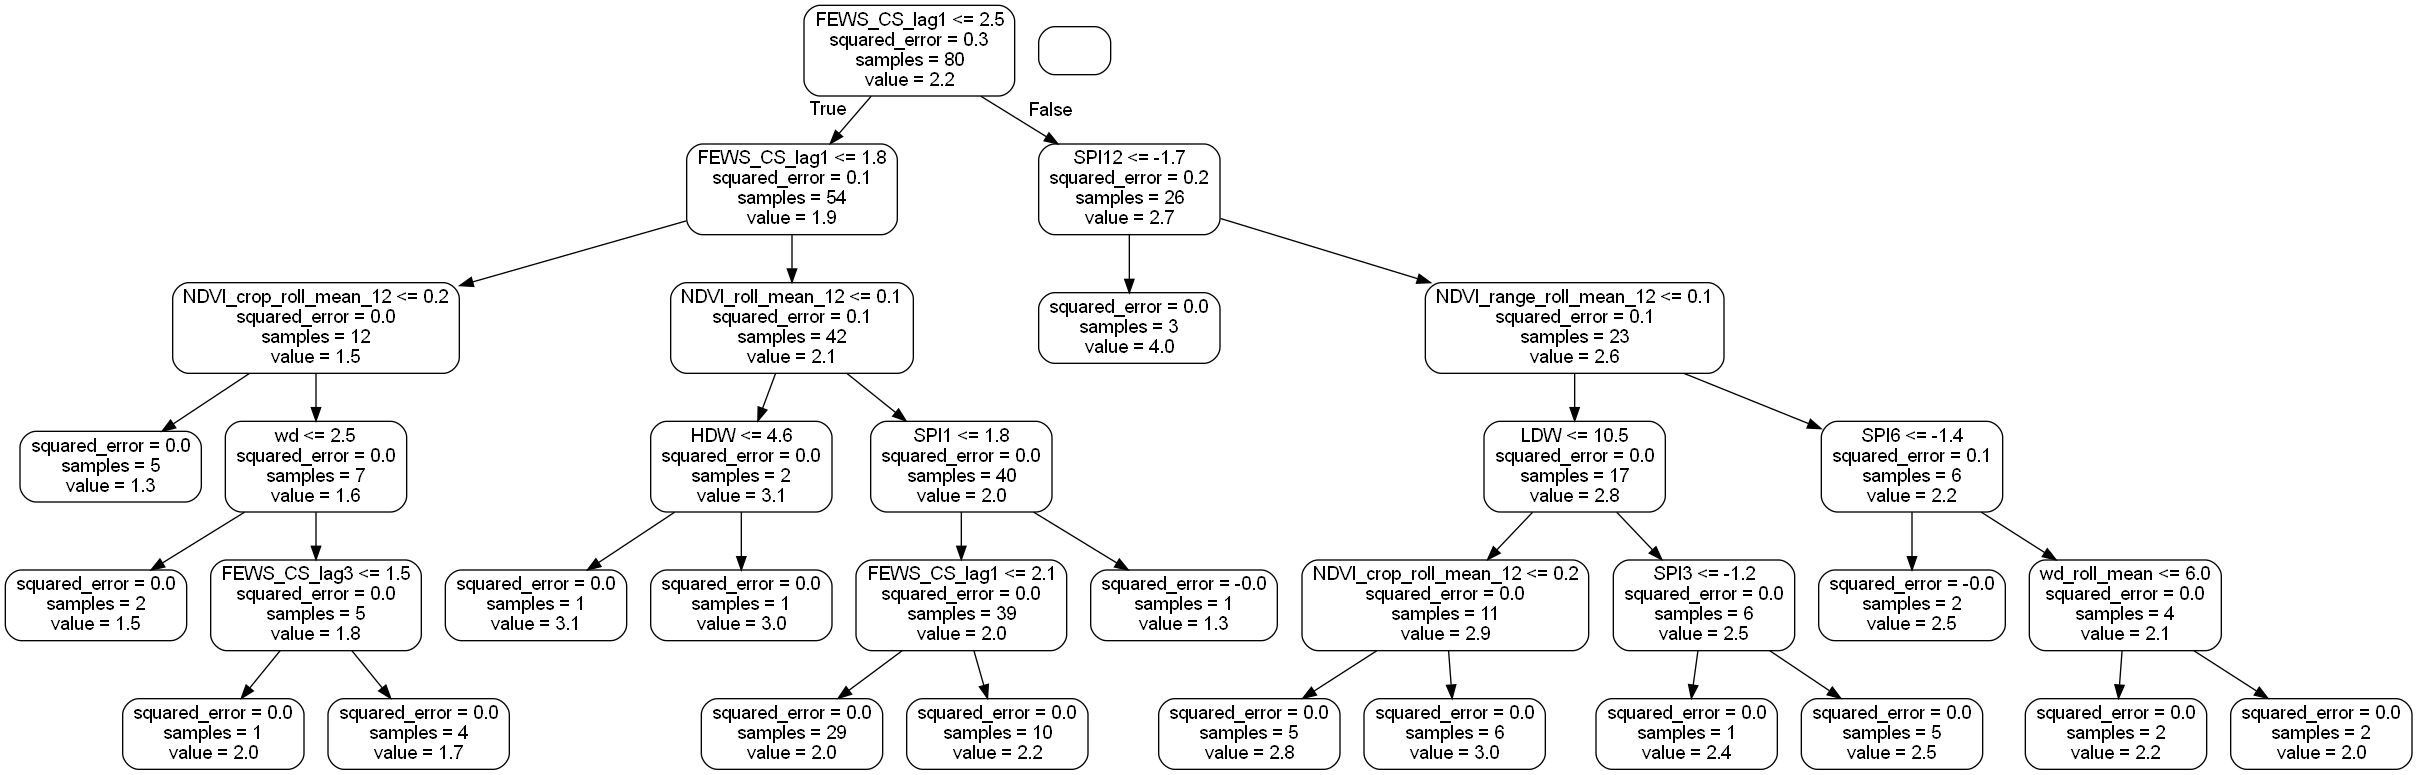 FEWS_CS_lag1 <= 2.5
squared_error = 0.3
samples = 80
value = 2.2
True
False
FEWS_CS_lag1 <= 1.8
squared_error = 0.1
samples = 54
value = 1.9
SPI12 <= -1.7
squared_error = 0.2
samples = 26
value = 2.7
NDVI_crop_roll_mean_12 <= 0.2
squared_error = 0.0
samples = 12
value = 1.5
NDVI_roll_mean_12 <= 0.1
squared_error = 0.1
samples = 42
value = 2.1
squared_error = 0.0
samples = 3
value = 4.0
NDVI_range_roll_mean_12 <= 0.1
squared_error = 0.1
samples = 23
value = 2.6
squared_error = 0.0
samples = 5
value = 1.3
wd <= 2.5
squared_error = 0.0
samples = 7
value = 1.6
HDW <= 4.6
squared_error = 0.0
samples = 2
value = 3.1
SPI1 <= 1.8
squared_error = 0.0
samples = 40
value = 2.0
LDW <= 10.5
squared_error = 0.0
samples = 17
value = 2.8
SPI6 <= -1.4
squared_error = 0.1
samples = 6
value = 2.2
squared_error = 0.0
samples = 2
value = 1.5
FEWS_CS_lag3 <= 1.5
squared_error = 0.0
samples = 5
value = 1.8
squared_error = 0.0
samples = 1
value = 3.1
squared_error = 0.0
samples = 1
value = 3.0
FEWS_CS_lag1 <= 2.1
squared_error = 0.0
samples = 39
value = 2.0
squared_error = -0.0
samples = 1
value = 1.3
NDVI_crop_roll_mean_12 <= 0.2
squared_error = 0.0
samples = 11
value = 2.9
SPI3 <= -1.2
squared_error = 0.0
samples = 6
value = 2.5
squared_error = -0.0
samples = 2
value = 2.5
wd_roll_mean <= 6.0
squared_error = 0.0
samples = 4
value = 2.1
squared_error = 0.0
samples = 1
value = 2.0
squared_error = 0.0
samples = 4
value = 1.7
squared_error = 0.0
samples = 29
value = 2.0
squared_error = 0.0
samples = 10
value = 2.2
squared_error = 0.0
samples = 5
value = 2.8
squared_error = 0.0
samples = 6
value = 3.0
squared_error = 0.0
samples = 1
value = 2.4
squared_error = 0.0
samples = 5
value = 2.5
squared_error = 0.0
samples = 2
value = 2.2
squared_error = 0.0
samples = 2
value = 2.0